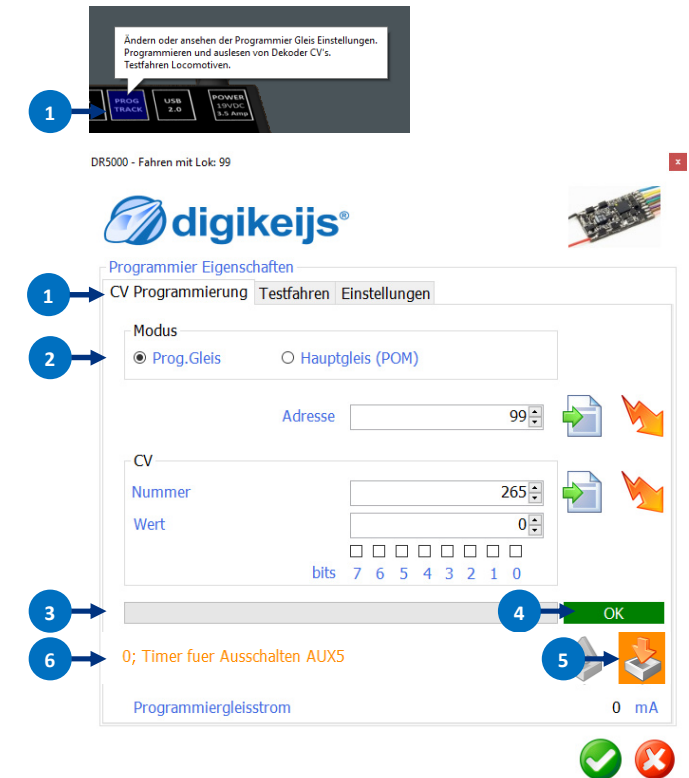 Ändern oder ansehen der Programmier Gleis Einstellungen.
Programmieren und auslesen von Dekoder CV's.
Testfahren Locomotiven.
1
PROG
TRACK
USB
2.0
POWER
19VDC
3.5 Amp
DR5000 - Fahren mit Lok: 99
x
digikeijs®
Programmier Eigenschaften
1
CV Programmierung Testfahren Einstellungen
Modus
2
Prog.Gleis Hauptgleis (POM)
Adresse 99
CV
Nummer 265
Wert 0
bits 7 6 5 4 3 2 1 0
3 4 OK
6 0; Timer fuer Ausschalten AUX5 5
Programmiergleisstrom 0 mA